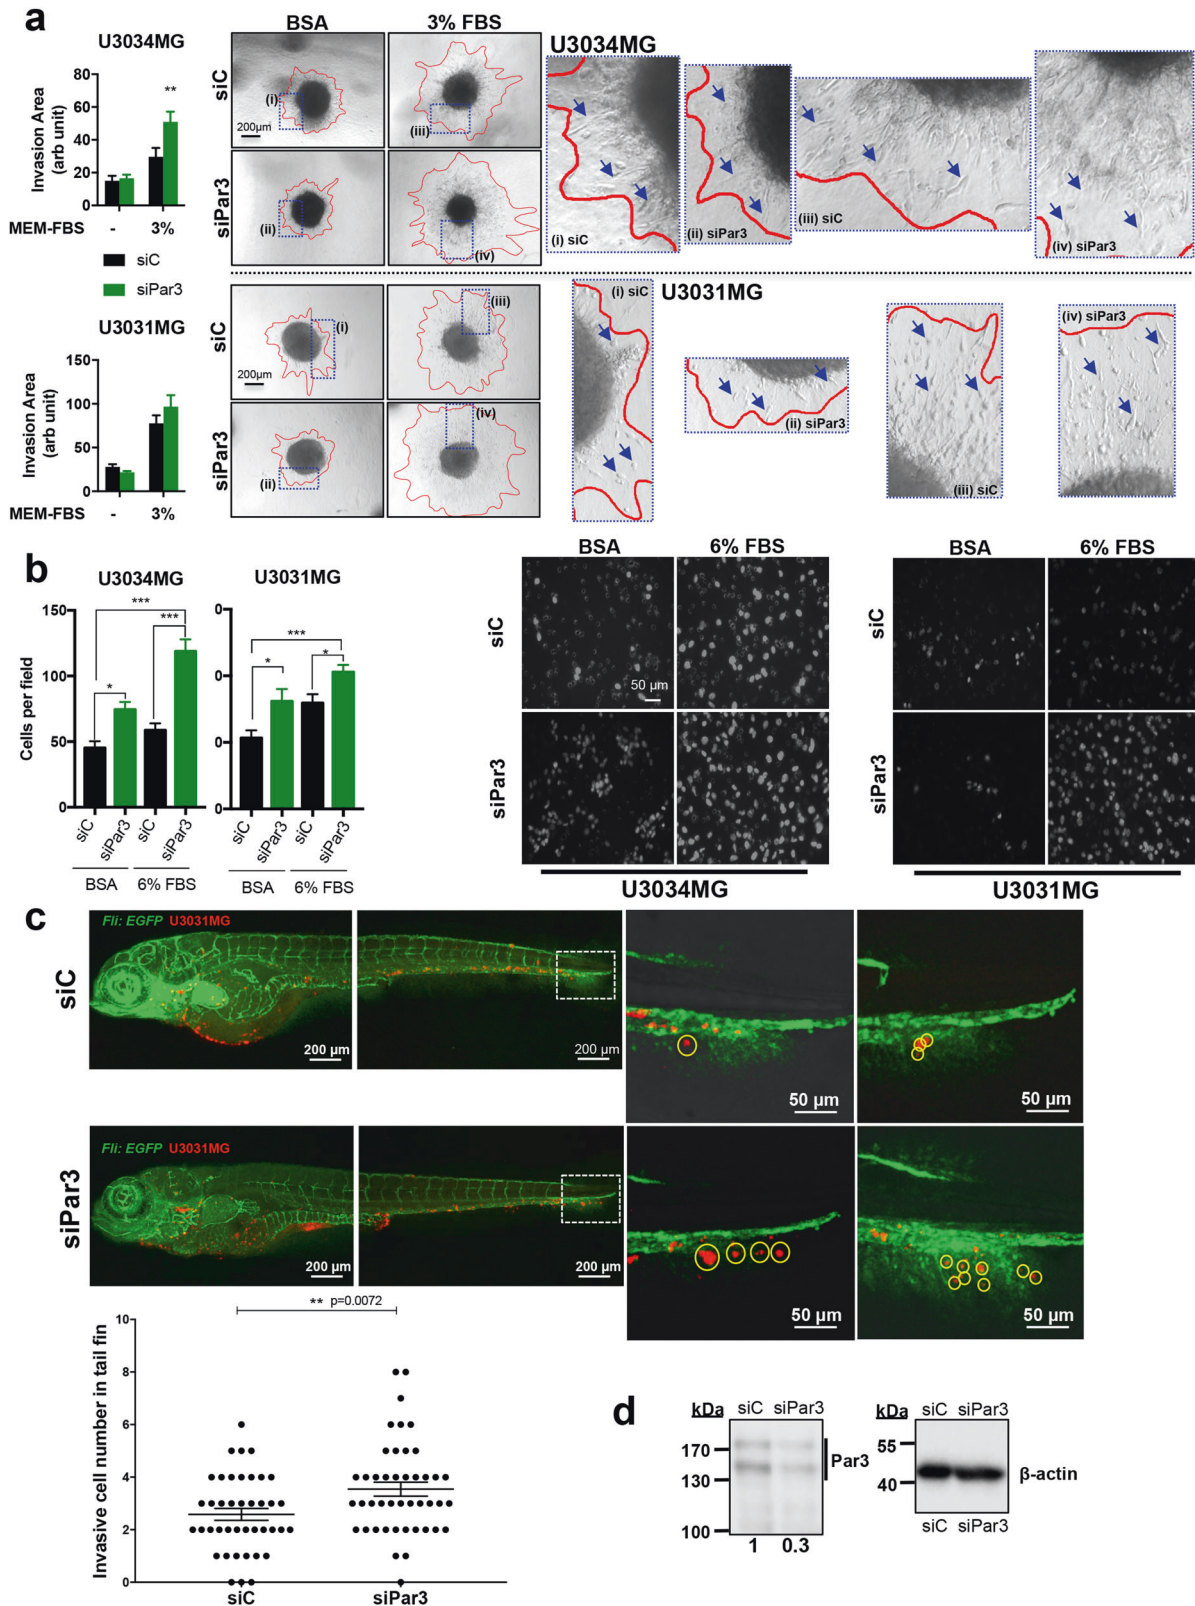 a
U3034MG
Invasion Area
(arb unit)
80
60
40
20
0
**
MEM-FBS - 3%
siC
siPar3
U3031MG
Invasion Area
(arb unit)
150
100
50
0
MEM-FBS - 3%
BSA 3% FBS
siC
(i)
200µm
(iii)
siPar3
(ii)
(iv)
U3034MG
(i) siC
(ii) siPar3
(iii) siC
(iv) siPar3
siC
(i)
200µm
(iii)
siPar3
(ii)
(iv)
U3031MG
(i) siC
(ii) siPar3
(iii) siC
(iv) siPar3
b
U3034MG
Cells per field
150
100
50
0
***
***
*
siC siPar3 siC siPar3
BSA 6% FBS
U3031MG
0
0
0
0
***
*
*
siC siPar3 siC siPar3
BSA 6% FBS
BSA 6% FBS
siC
50 µm
siPar3
U3034MG
BSA 6% FBS
siC
siPar3
U3031MG
c
siC
Fli: EGFP U3031MG
200 µm
200 µm
50 µm
50 µm
siPar3
Fli: EGFP U3031MG
200 µm
200 µm
50 µm
50 µm
** p=0.0072
Invasive cell number in tail fin
10
8
6
4
2
0
siC siPar3
d
kDa siC siPar3
170
130
100
Par3
1 0.3
kDa siC siPar3
55
40
β-actin
siC siPar3